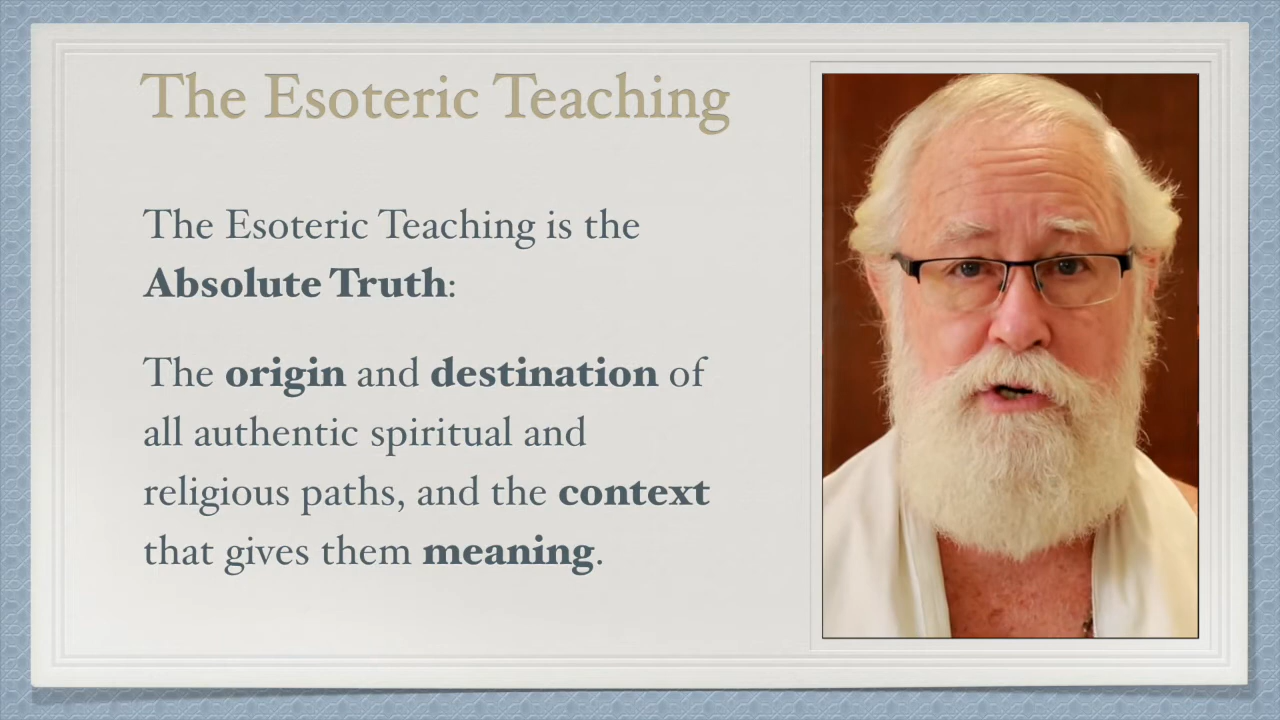 The Esoteric Teaching
The Esoteric Teaching is the
Absolute Truth:
The origin and destination of
all authentic spiritual and
religious paths, and the context
that gives them meaning.